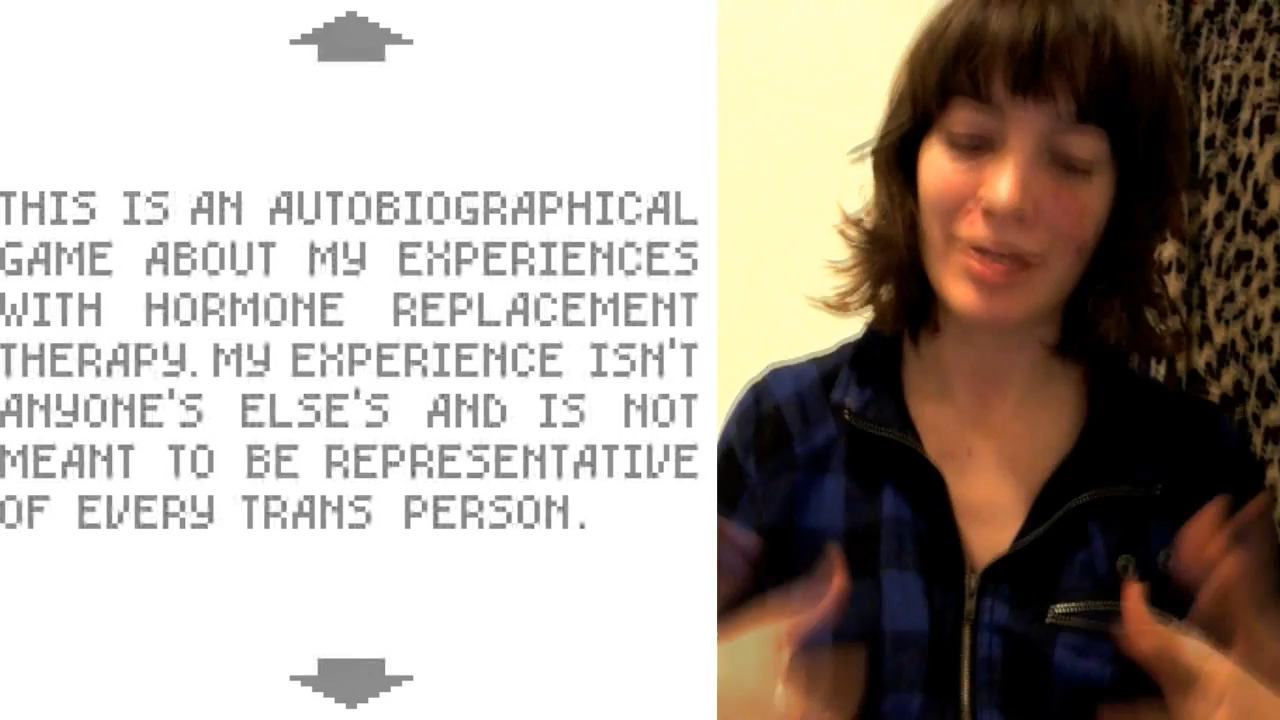 THIS IS AN AUTOBIOGRAPHICAL
GAME ABOUT MY EXPERIENCES
WITH HORMONE REPLACEMENT
THERAPY. MY EXPERIENCE ISN'T
ANYONE'S ELSE'S AND IS NOT
MEANT TO BE REPRESENTATIVE
OF EVERY TRANS PERSON.